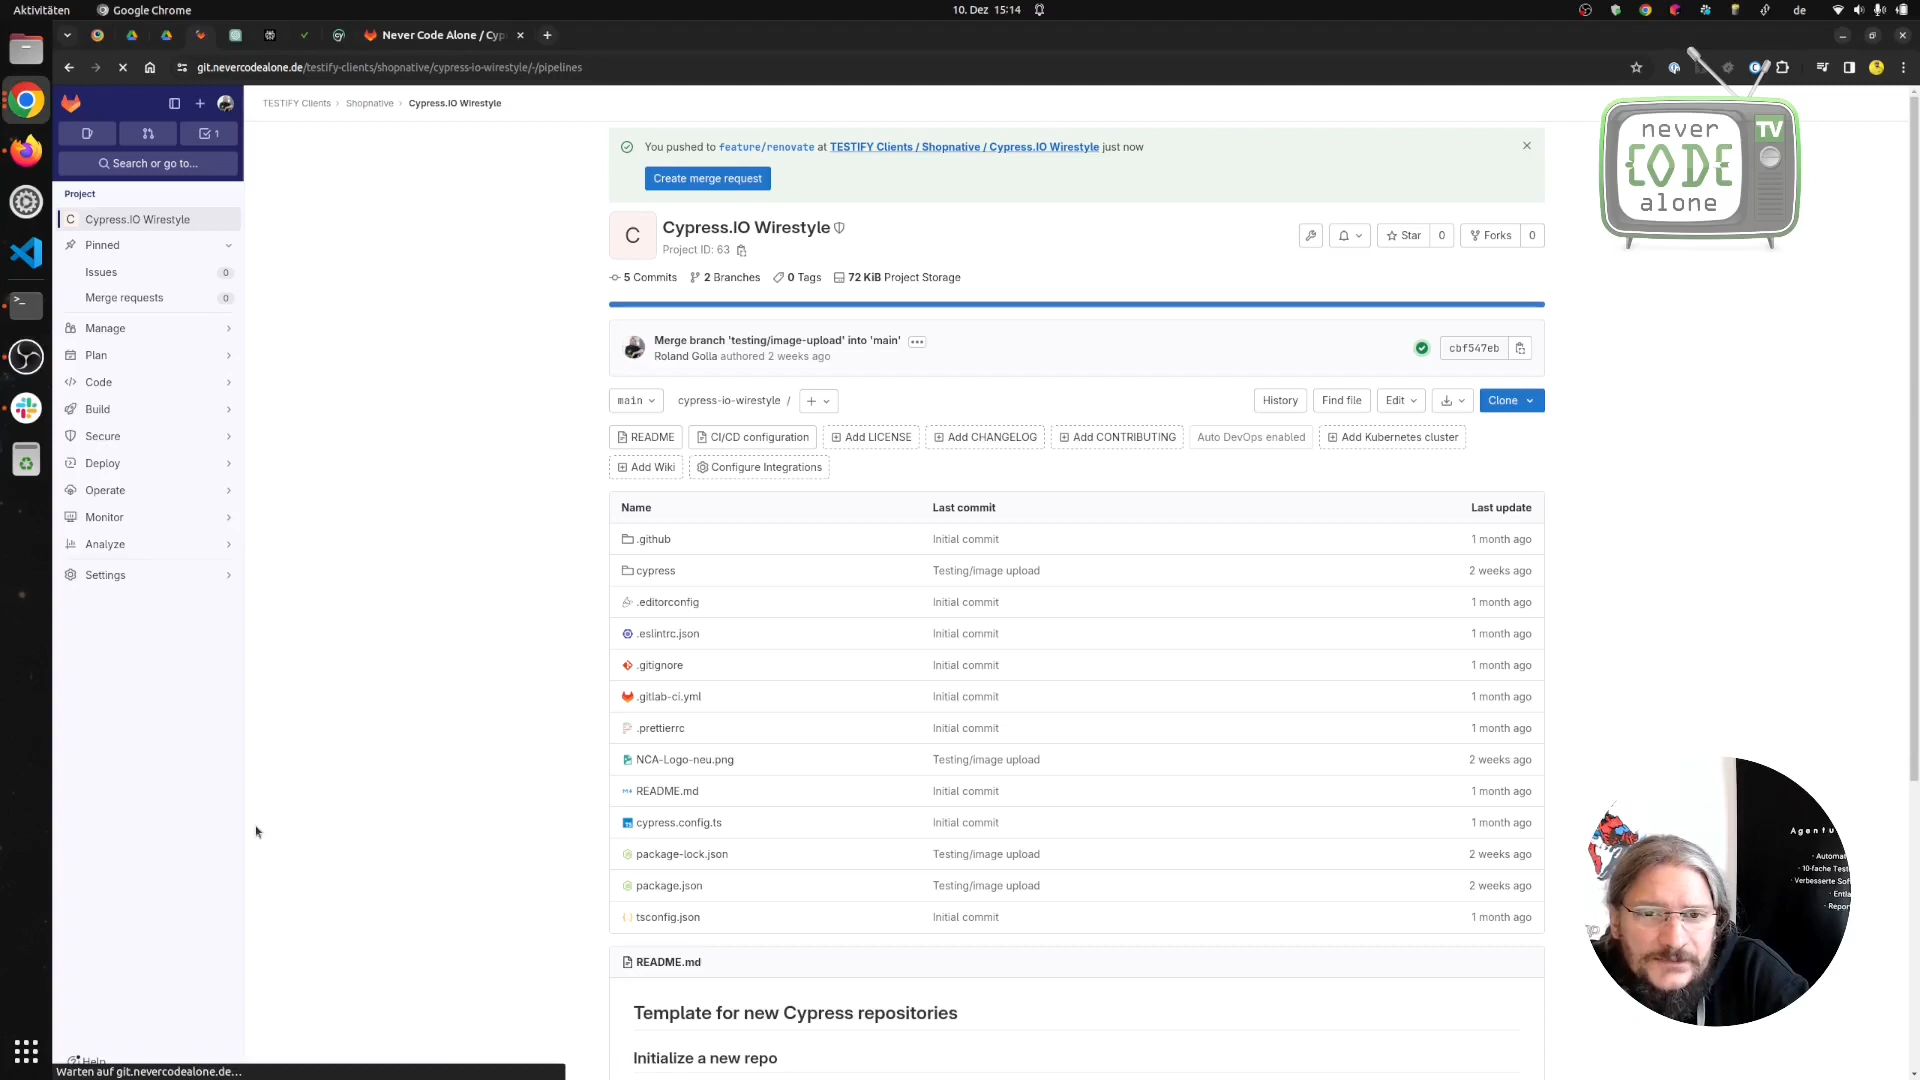 Aktivitäten
Google Chrome
10. Dez 15:14
de
Never Code Alone / Cyp
git.nevercodealone.de/testify-clients/shopnative/cypress-io-wirestyle/-/pipelines
1
Search or go to...
Project
C Cypress.IO Wirestyle
Pinned
Issues 0
Merge requests 0
Manage
Plan
Code
Build
Secure
Deploy
Operate
Monitor
Analyze
Settings
Help
Warten auf git.nevercodealone.de...
TESTIFY Clients › Shopnative › Cypress.IO Wirestyle
You pushed to feature/renovate at TESTIFY Clients / Shopnative / Cypress.IO Wirestyle just now
Create merge request
C
Cypress.IO Wirestyle
Project ID: 63
Star 0
Forks 0
5 Commits 2 Branches 0 Tags 72 KiB Project Storage
Merge branch 'testing/image-upload' into 'main'
Roland Golla authored 2 weeks ago
cbf547eb
main
cypress-io-wirestyle /
History
Find file
Edit
Clone
README
CI/CD configuration
Add LICENSE
Add CHANGELOG
Add CONTRIBUTING
Auto DevOps enabled
Add Kubernetes cluster
Add Wiki
Configure Integrations
Name Last commit Last update
.github Initial commit 1 month ago
cypress Testing/image upload 2 weeks ago
.editorconfig Initial commit 1 month ago
.eslintrc.json Initial commit 1 month ago
.gitignore Initial commit 1 month ago
.gitlab-ci.yml Initial commit 1 month ago
.prettierrc Initial commit 1 month ago
NCA-Logo-neu.png Testing/image upload 2 weeks ago
README.md Initial commit 1 month ago
cypress.config.ts Initial commit 1 month ago
package-lock.json Testing/image upload 2 weeks ago
package.json Testing/image upload 2 weeks ago
tsconfig.json Initial commit 1 month ago
README.md
Template for new Cypress repositories
Initialize a new repo
never
{CODE
alone
TV
Agentu
- Automat
- 10-fache Test
- Verbesserte Sof
- Entla
- Repor